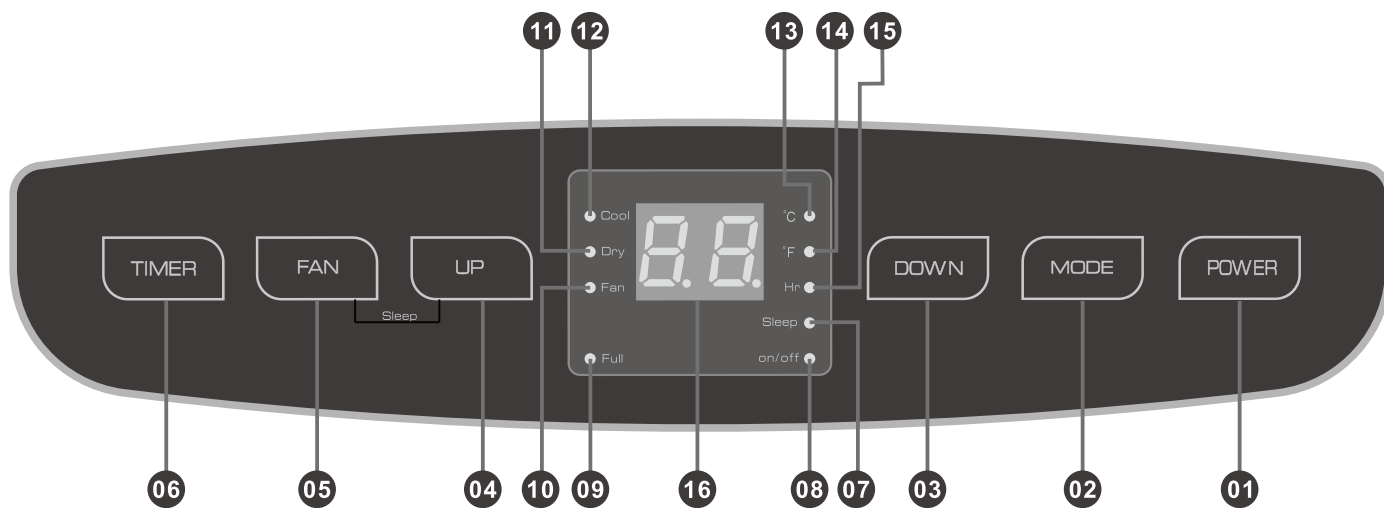 11 12 13 14 15
Cool °C
Dry °F
TIMER FAN UP DOWN MODE POWER
Fan Hr
Sleep Sleep
Full on/off
88
06 05 04 10 09 16 08 07 03 02 01